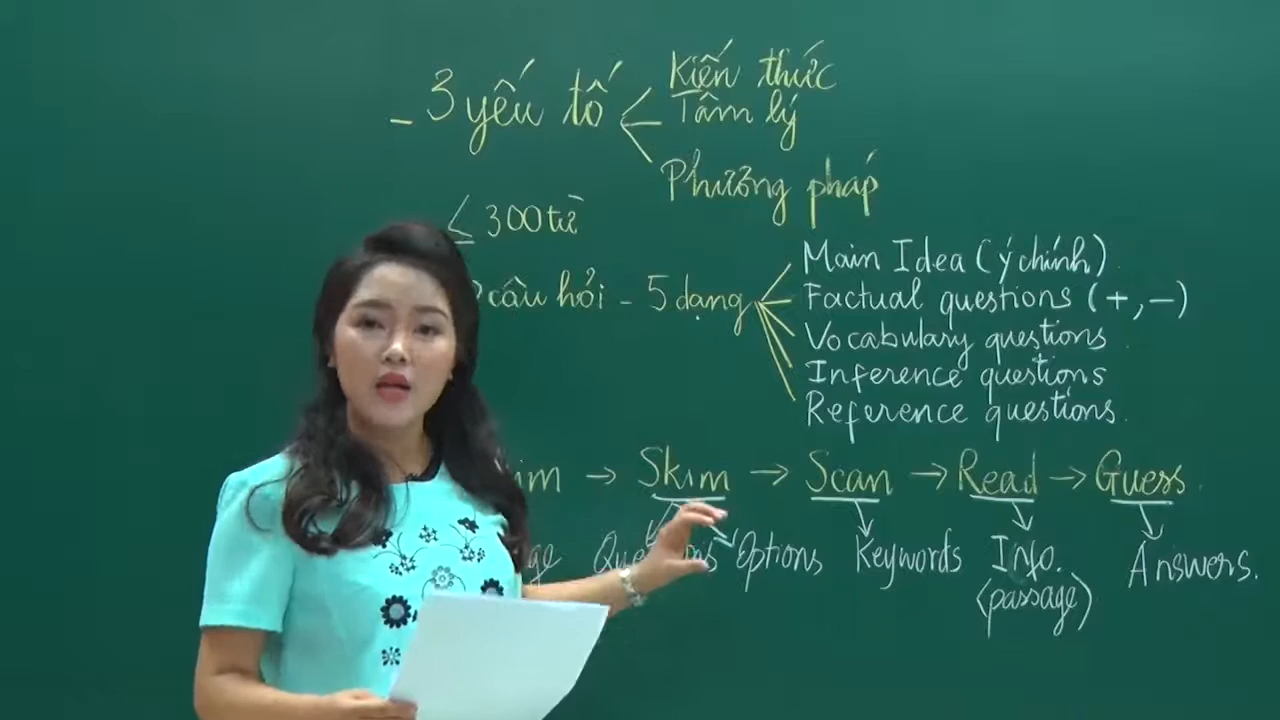 - 3 yếu tố
Kiến thức
Tâm lý
Phương pháp
≤ 300 từ
câu hỏi - 5 dạng
Main Idea (ý chính)
Factual questions (+, -)
Vocabulary questions
Inference questions
Reference questions.
→ Skim → Scan → Read → Guess.
Options Keywords Info. Answers.
(passage)